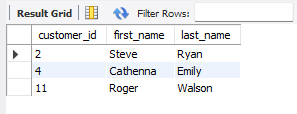 Result Grid Filter Rows:
customer_id first_name last_name
2 Steve Ryan
4 Cathenna Emily
11 Roger Walson